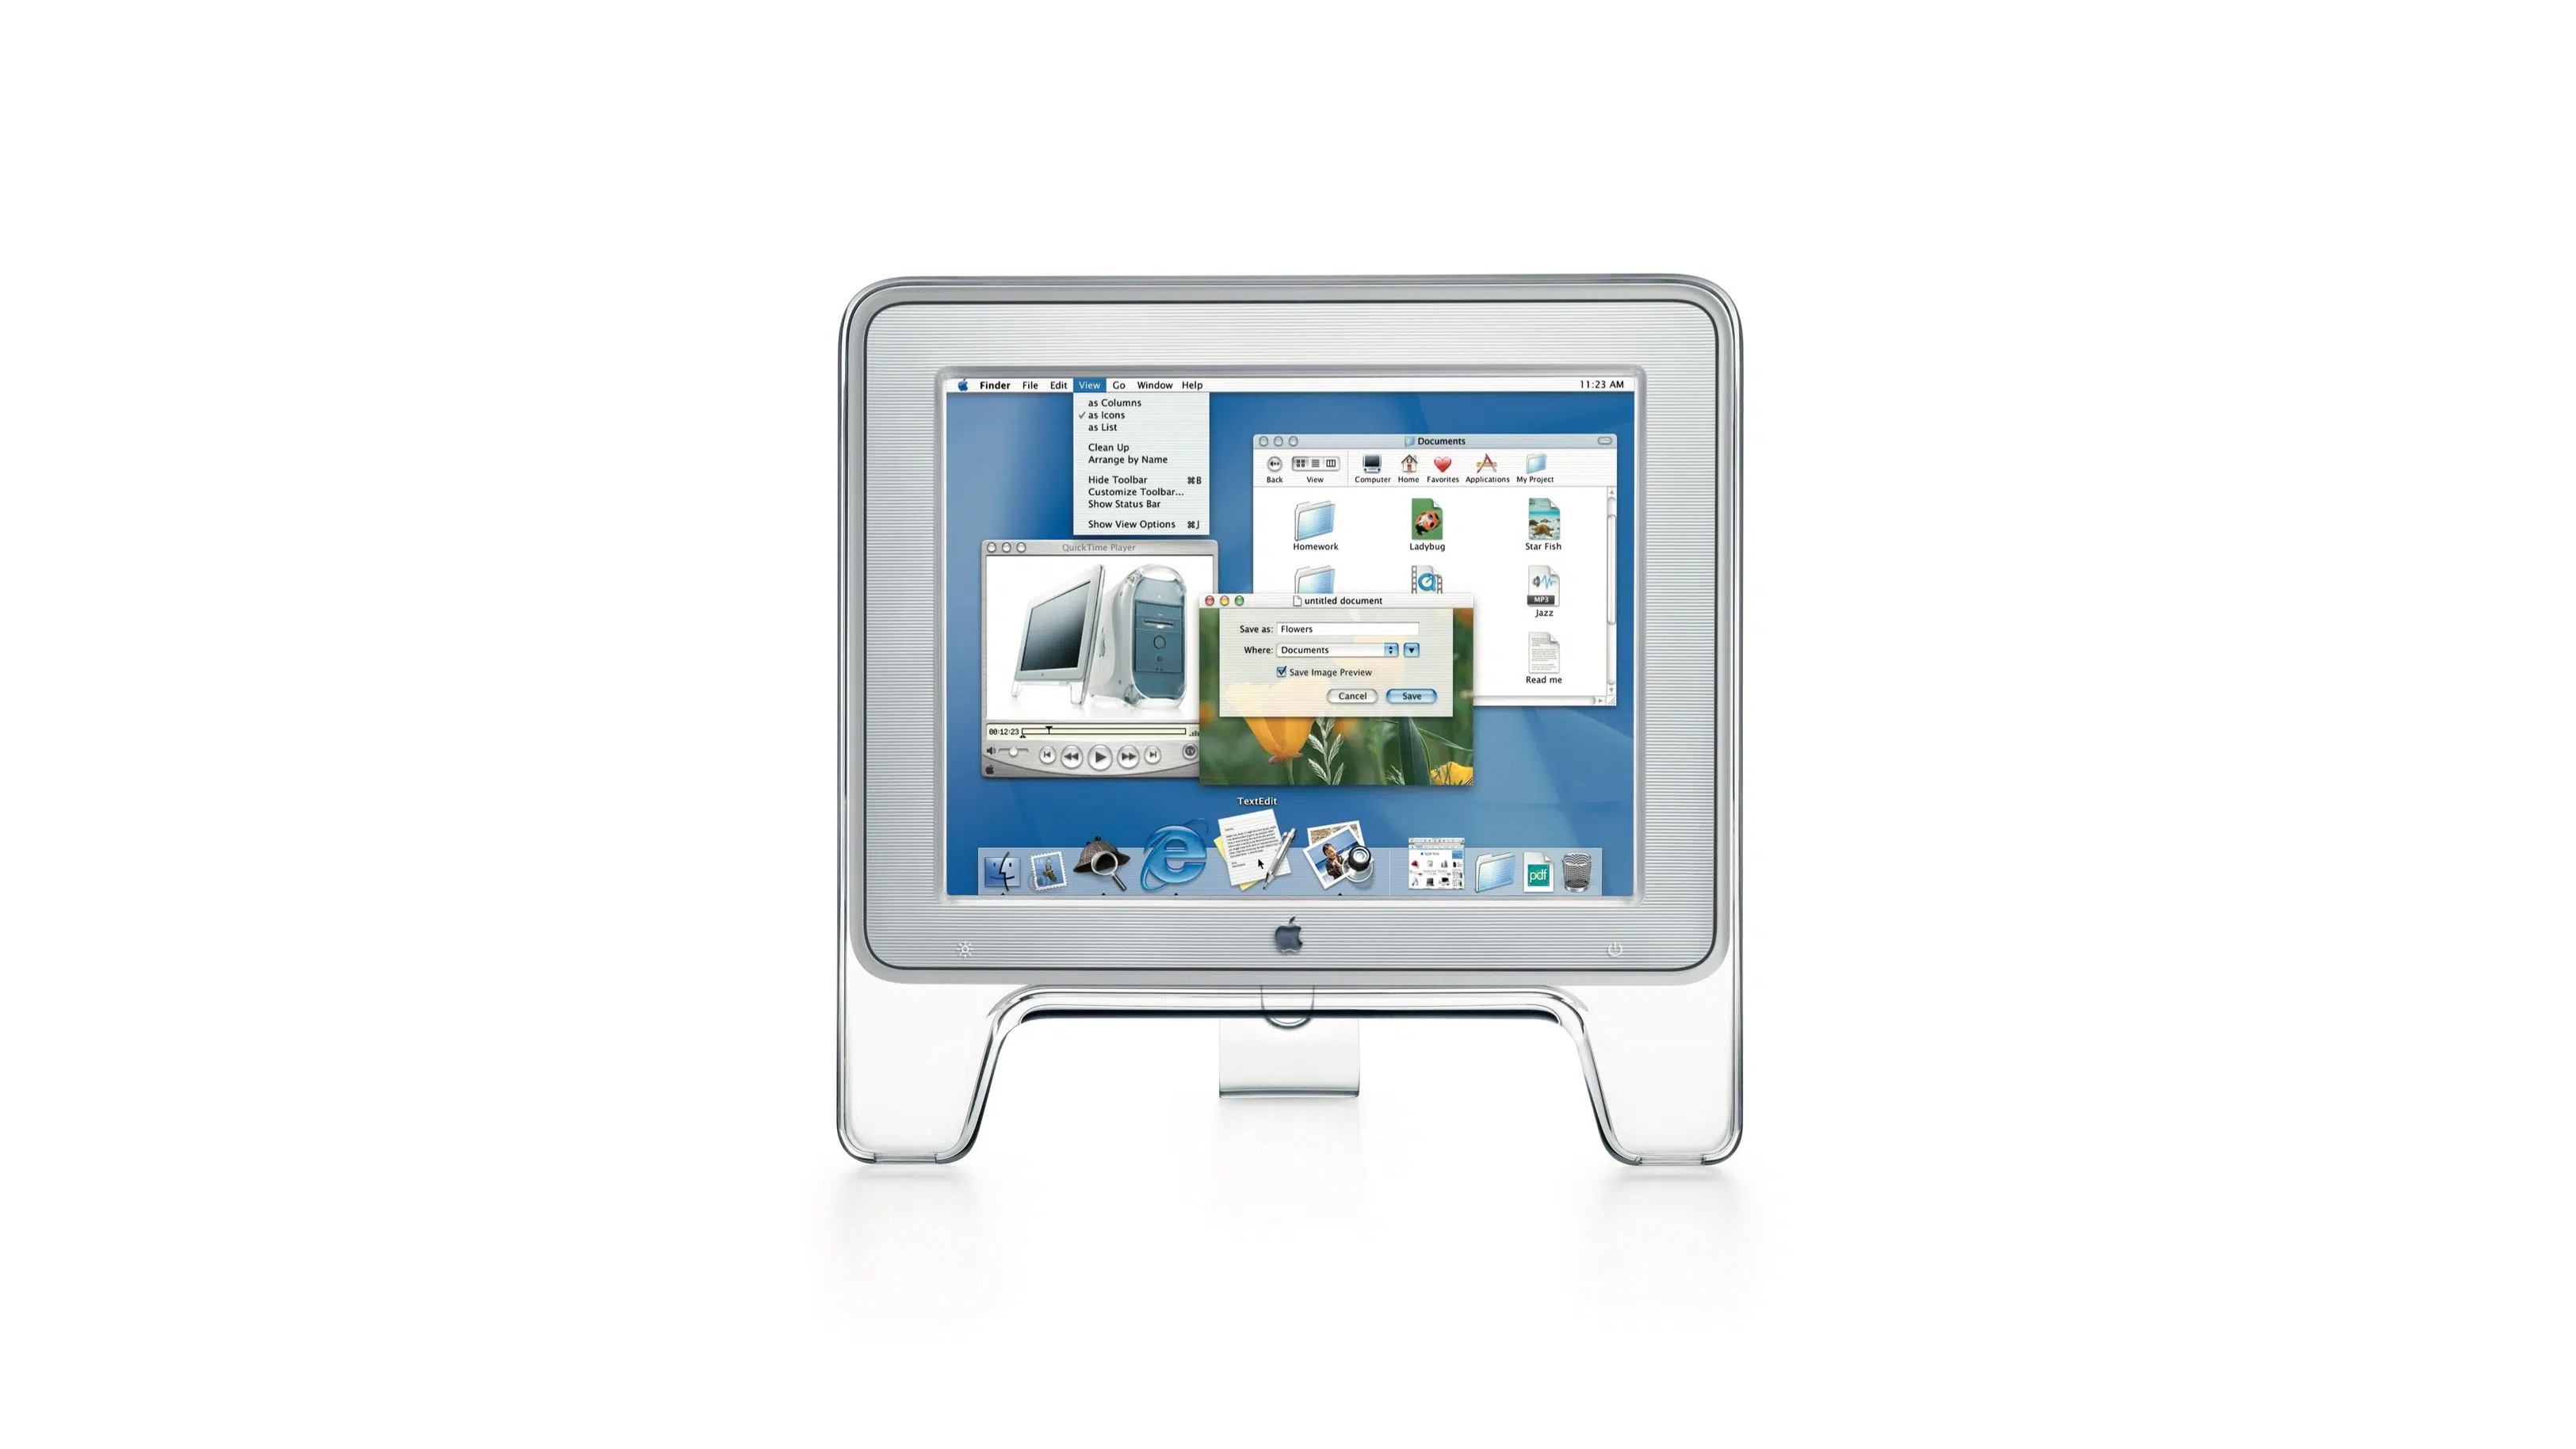 Finder File Edit View Go Window Help 11:23 AM
as Columns
✓ as Icons
as List
Clean Up
Arrange by Name
Hide Toolbar ⌘B
Customize Toolbar...
Show Status Bar
Show View Options ⌘J
Documents
Back View Computer Home Favorites Applications My Project
Homework Ladybug Star Fish
MP3
Jazz
Read me
QuickTime Player
00:12:23
untitled document
Save as: Flowers
Where: Documents
Save Image Preview
Cancel Save
TextEdit
pdf